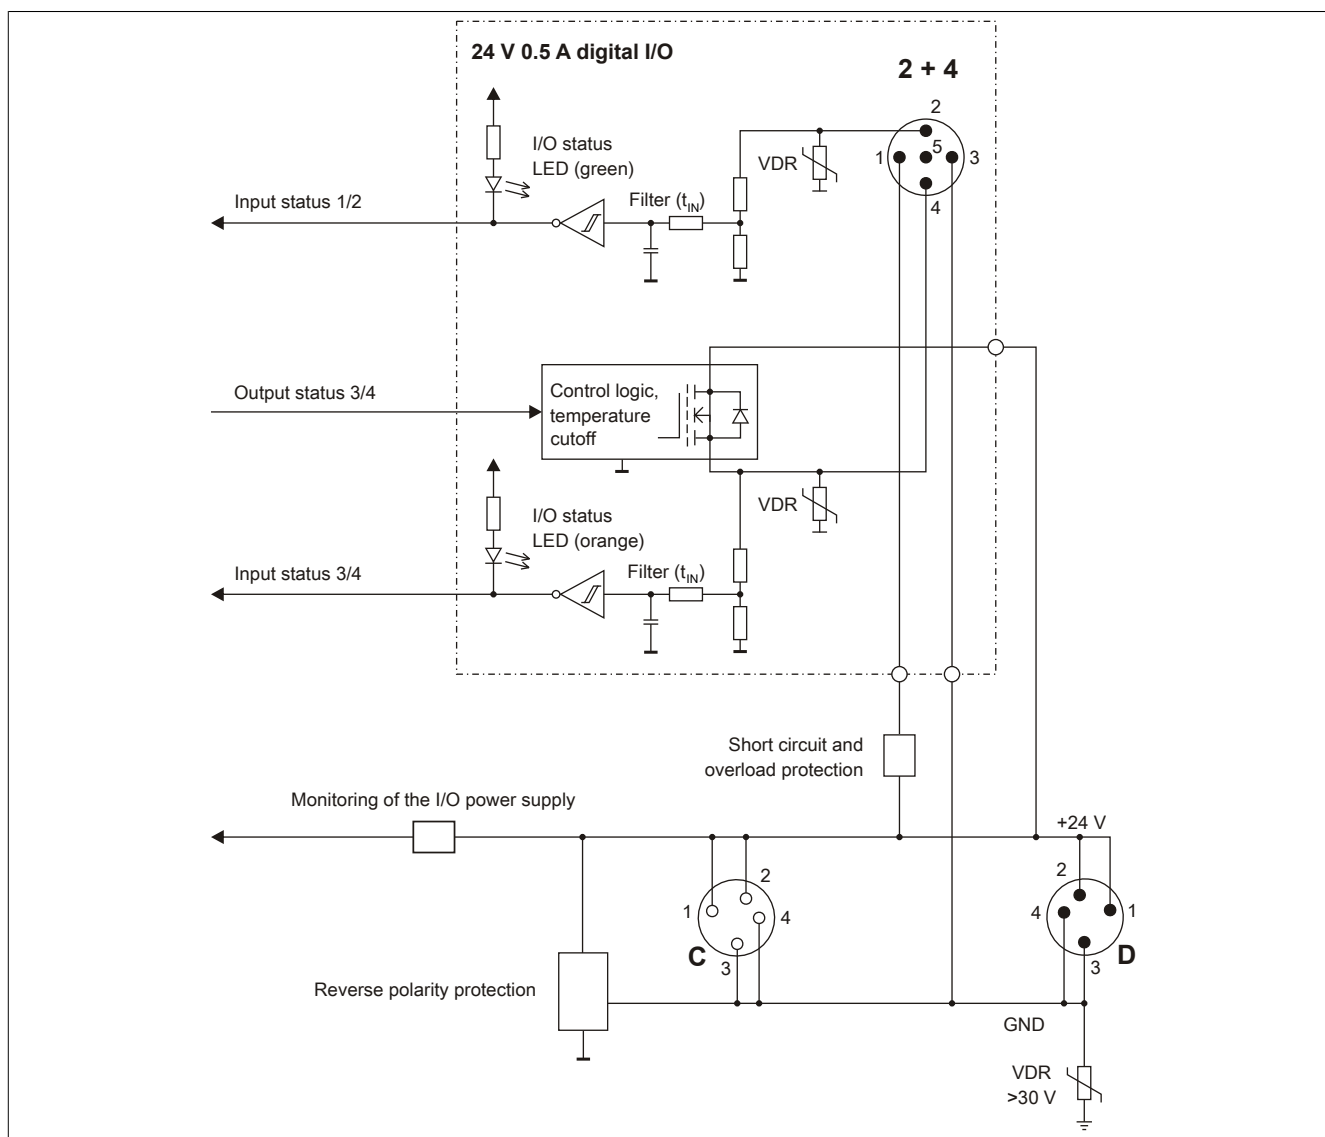 24 V 0.5 A digital I/O
2 + 4
2
I/O status
LED (green)
VDR
1
5
3
Input status 1/2
Filter (tIN)
4
Output status 3/4
Control logic,
temperature
cutoff
VDR
I/O status
LED (orange)
Input status 3/4
Filter (tIN)
Short circuit and
overload protection
Monitoring of the I/O power supply
+24 V
2
2
1
4
4
1
C
3
D
3
Reverse polarity protection
GND
VDR
>30 V